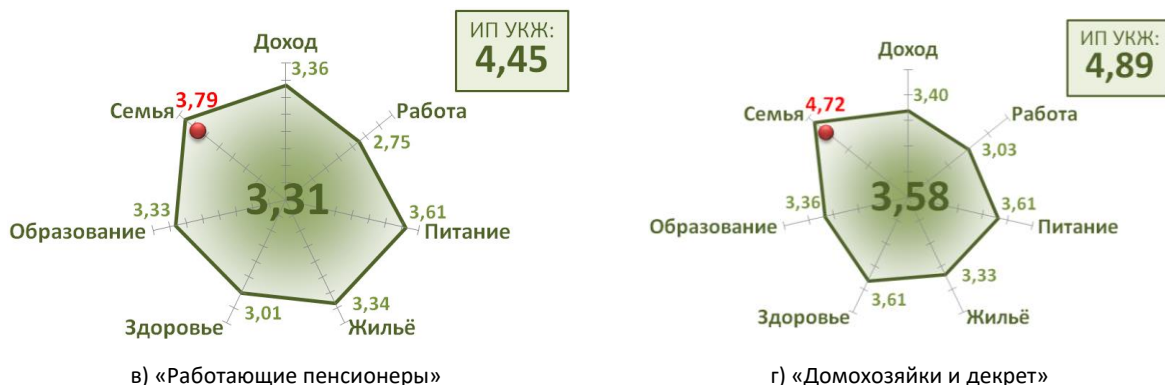 ИП УКЖ:
4,45
Доход
3,36
Семья
3,79
Работа
2,75
3,31
3,33
Образование
3,61
Питание
3,01
Здоровье
3,34
Жильё
в) «Работающие пенсионеры»
ИП УКЖ:
4,89
Доход
3,40
Семья
4,72
Работа
3,03
3,58
3,36
Образование
3,61
Питание
3,61
Здоровье
3,33
Жильё
г) «Домохозяйки и декрет»